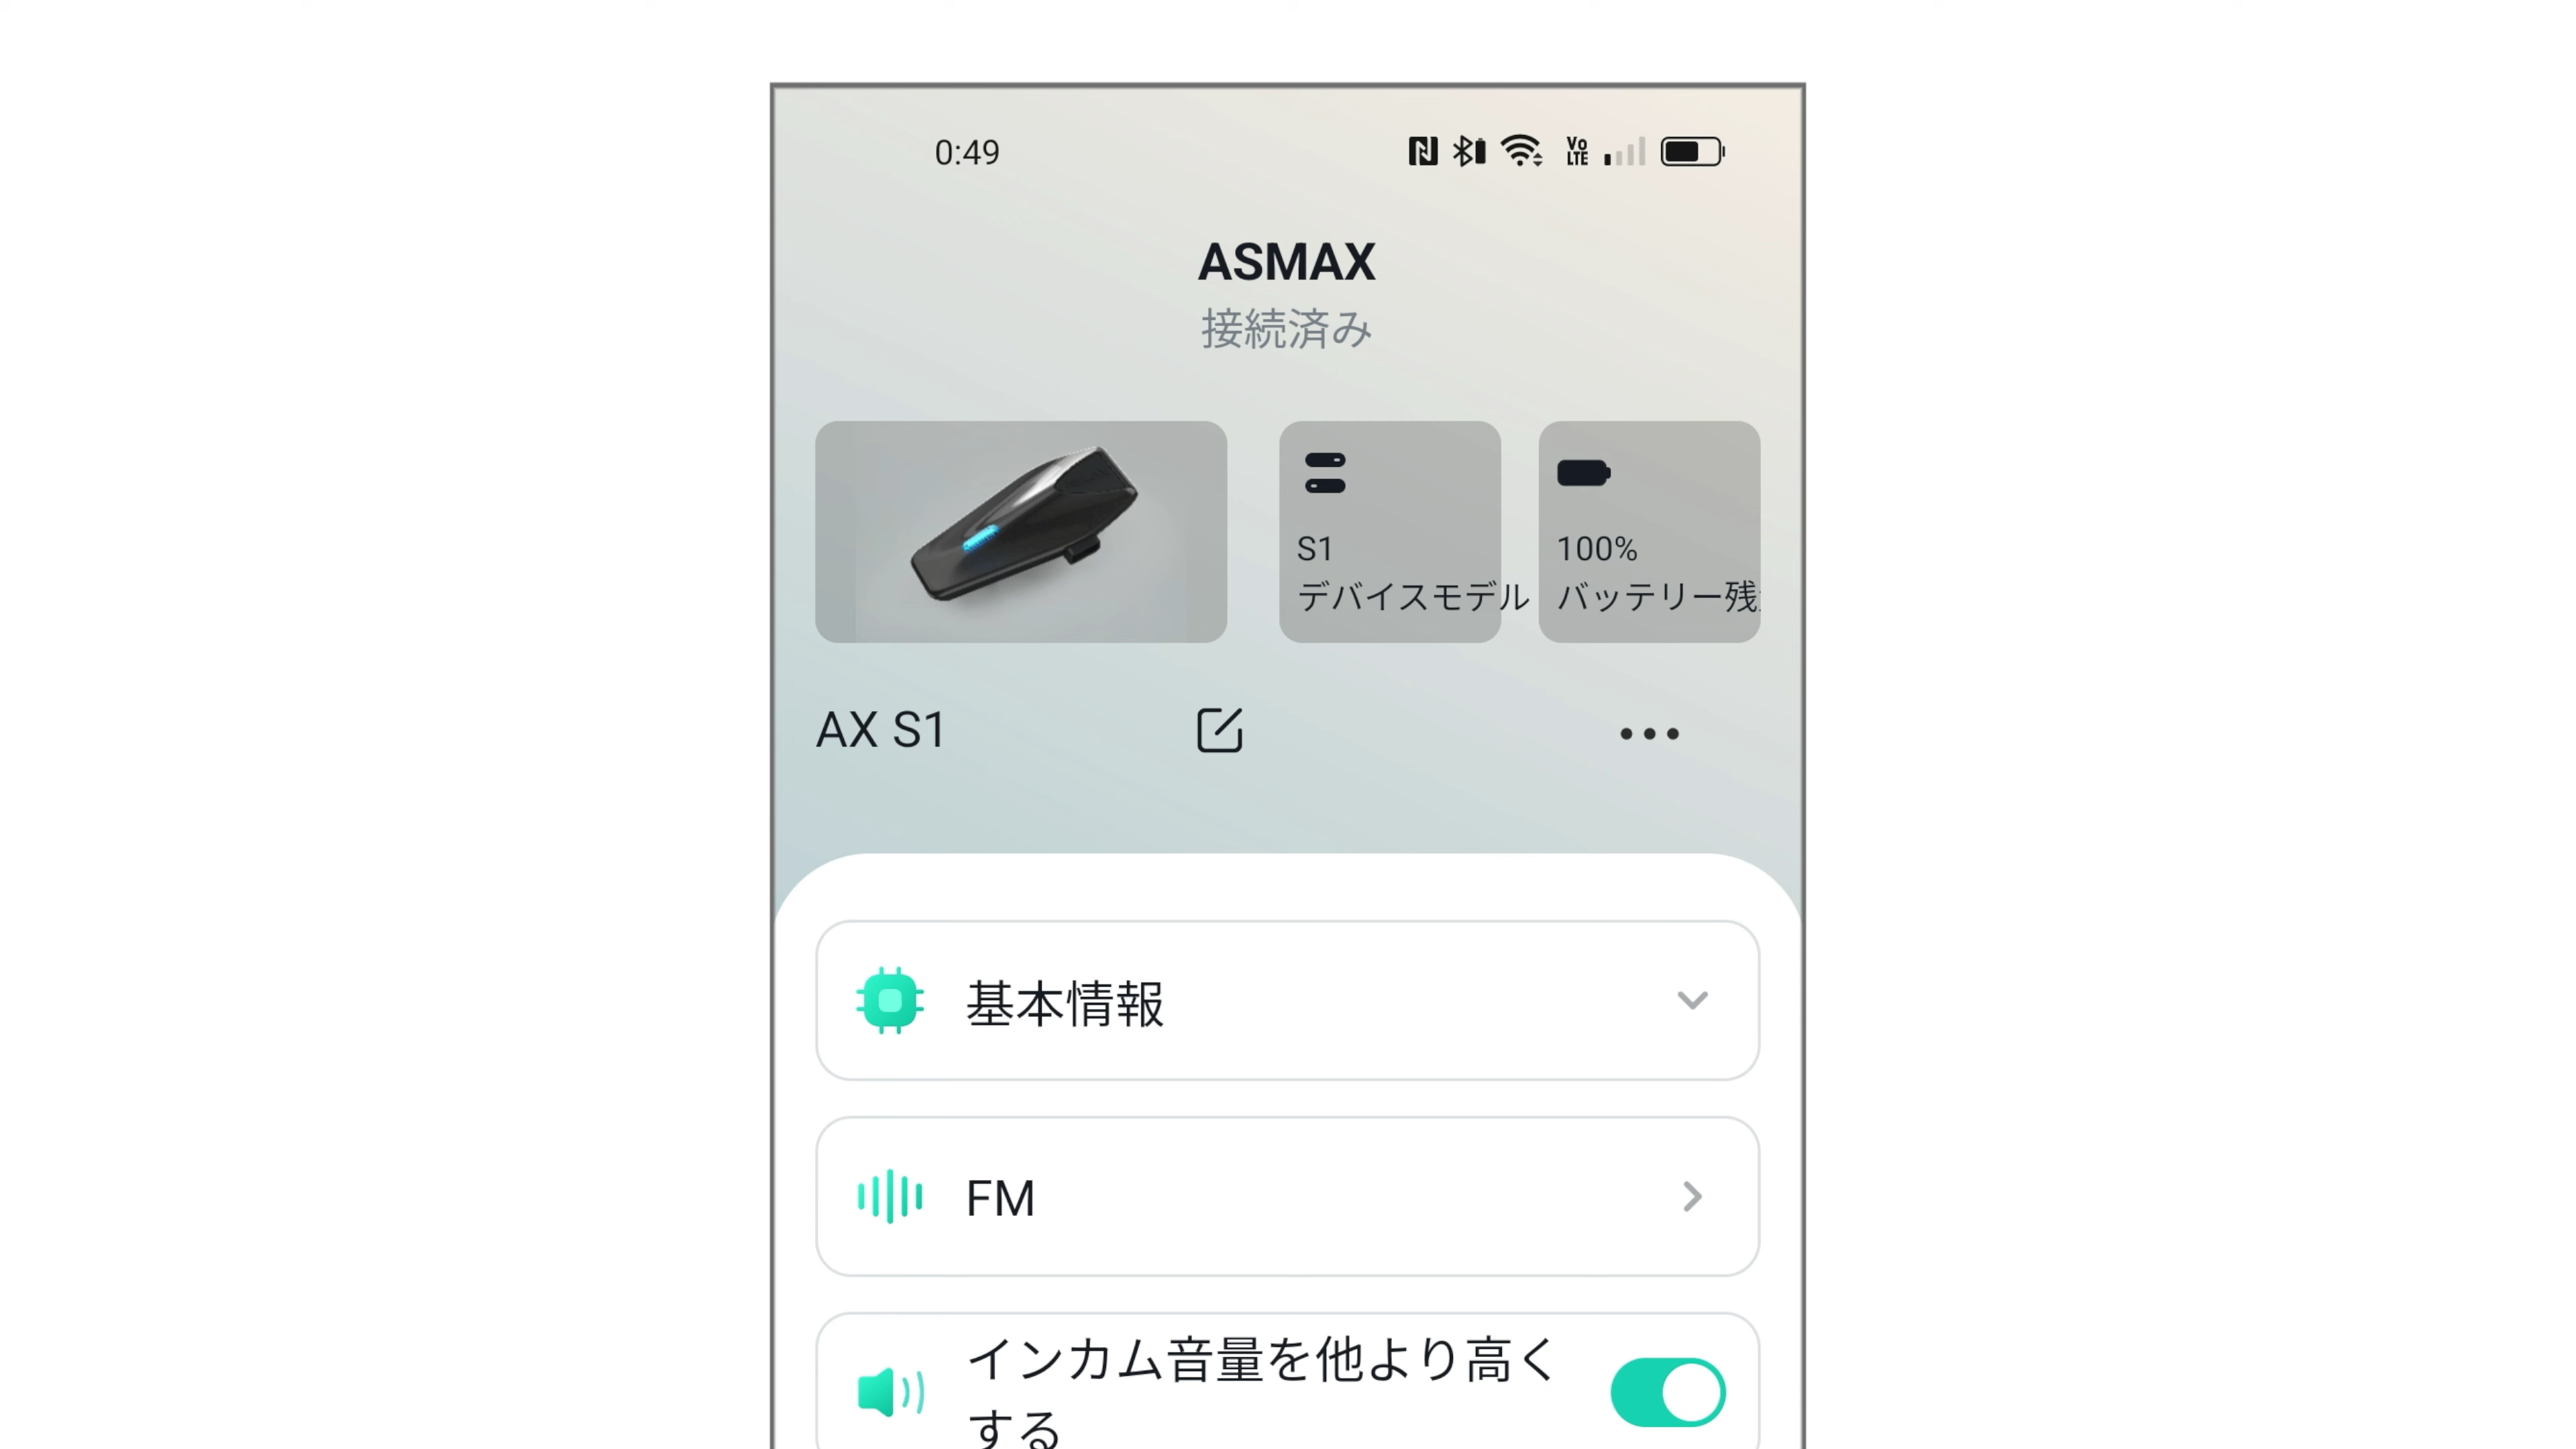 0:49
Vo
LTE
ASMAX
接続済み
S1
デバイスモデル
100%
バッテリー残
AX S1
基本情報
FM
インカム音量を他より高く
する